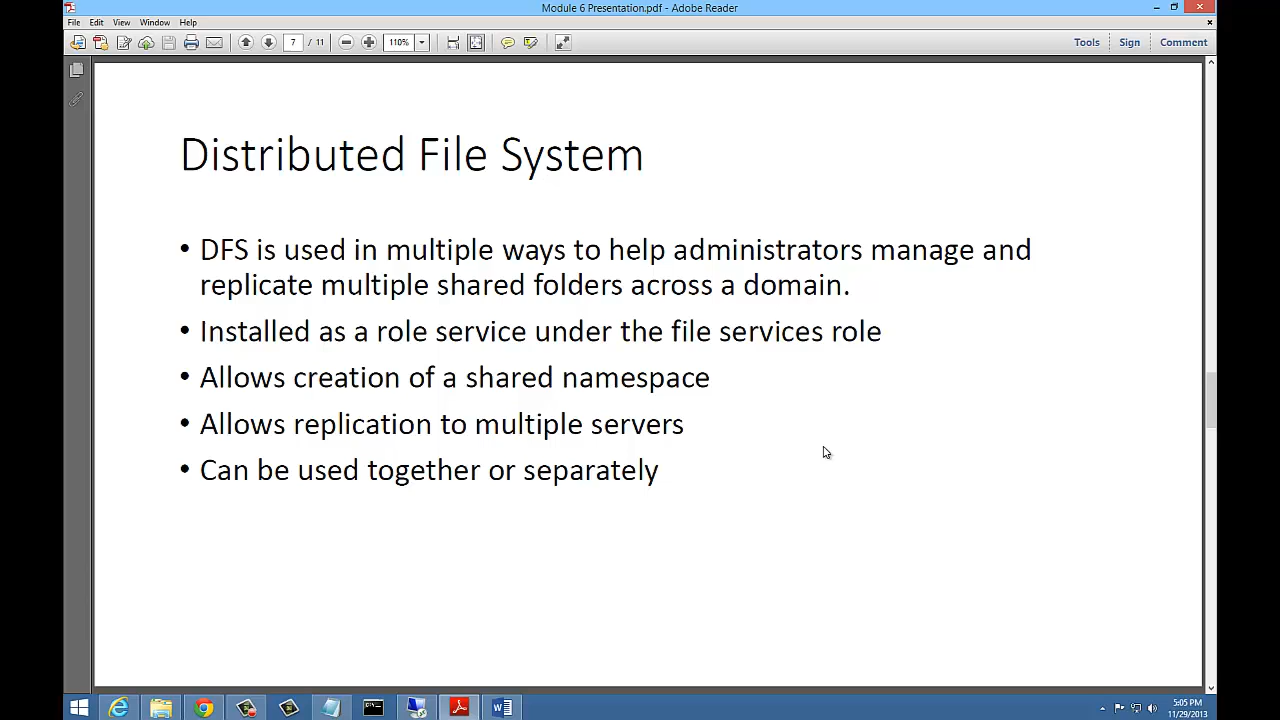 Module 6 Presentation.pdf - Adobe Reader
File Edit View Window Help
7 / 11 110% Tools Sign Comment
Distributed File System
• DFS is used in multiple ways to help administrators manage and
replicate multiple shared folders across a domain.
• Installed as a role service under the file services role
• Allows creation of a shared namespace
• Allows replication to multiple servers
• Can be used together or separately
5:05 PM
11/29/2013